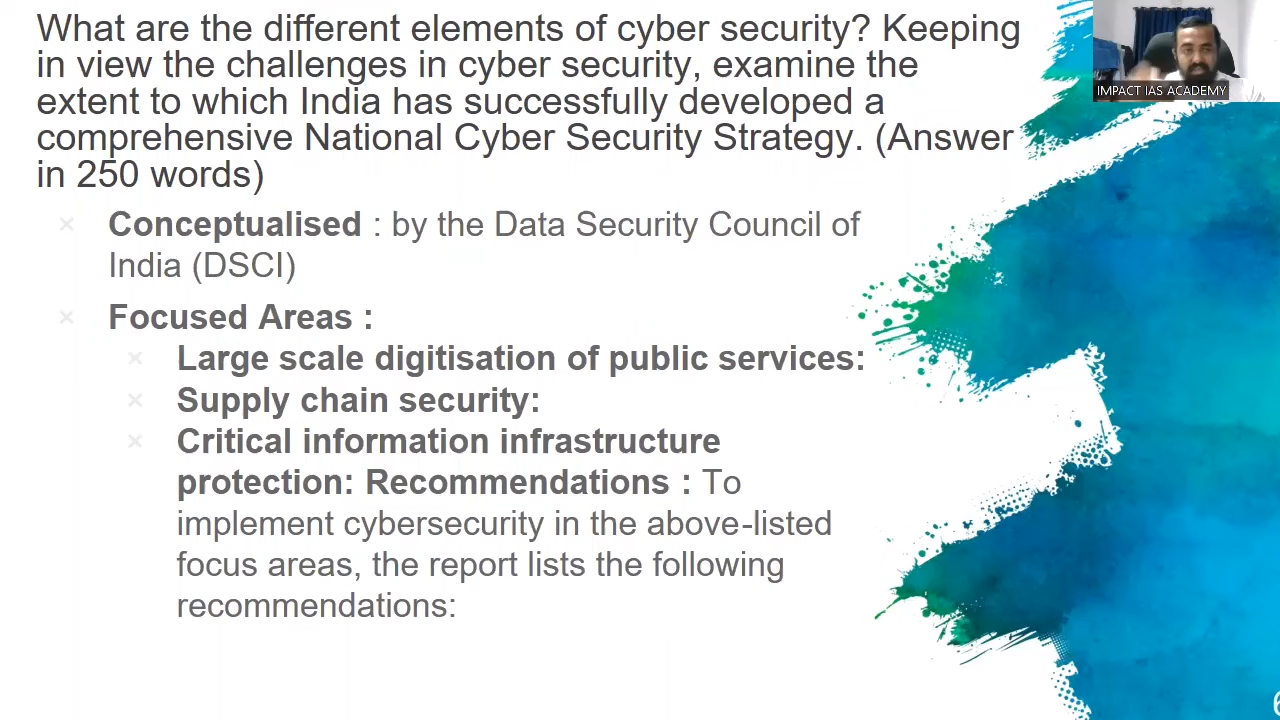 What are the different elements of cyber security? Keeping
in view the challenges in cyber security, examine the
extent to which India has successfully developed a
comprehensive National Cyber Security Strategy. (Answer
in 250 words)
IMPACT IAS ACADEMY
Conceptualised : by the Data Security Council of
India (DSCI)
Focused Areas :
Large scale digitisation of public services:
Supply chain security:
Critical information infrastructure
protection: Recommendations : To
implement cybersecurity in the above-listed
focus areas, the report lists the following
recommendations: